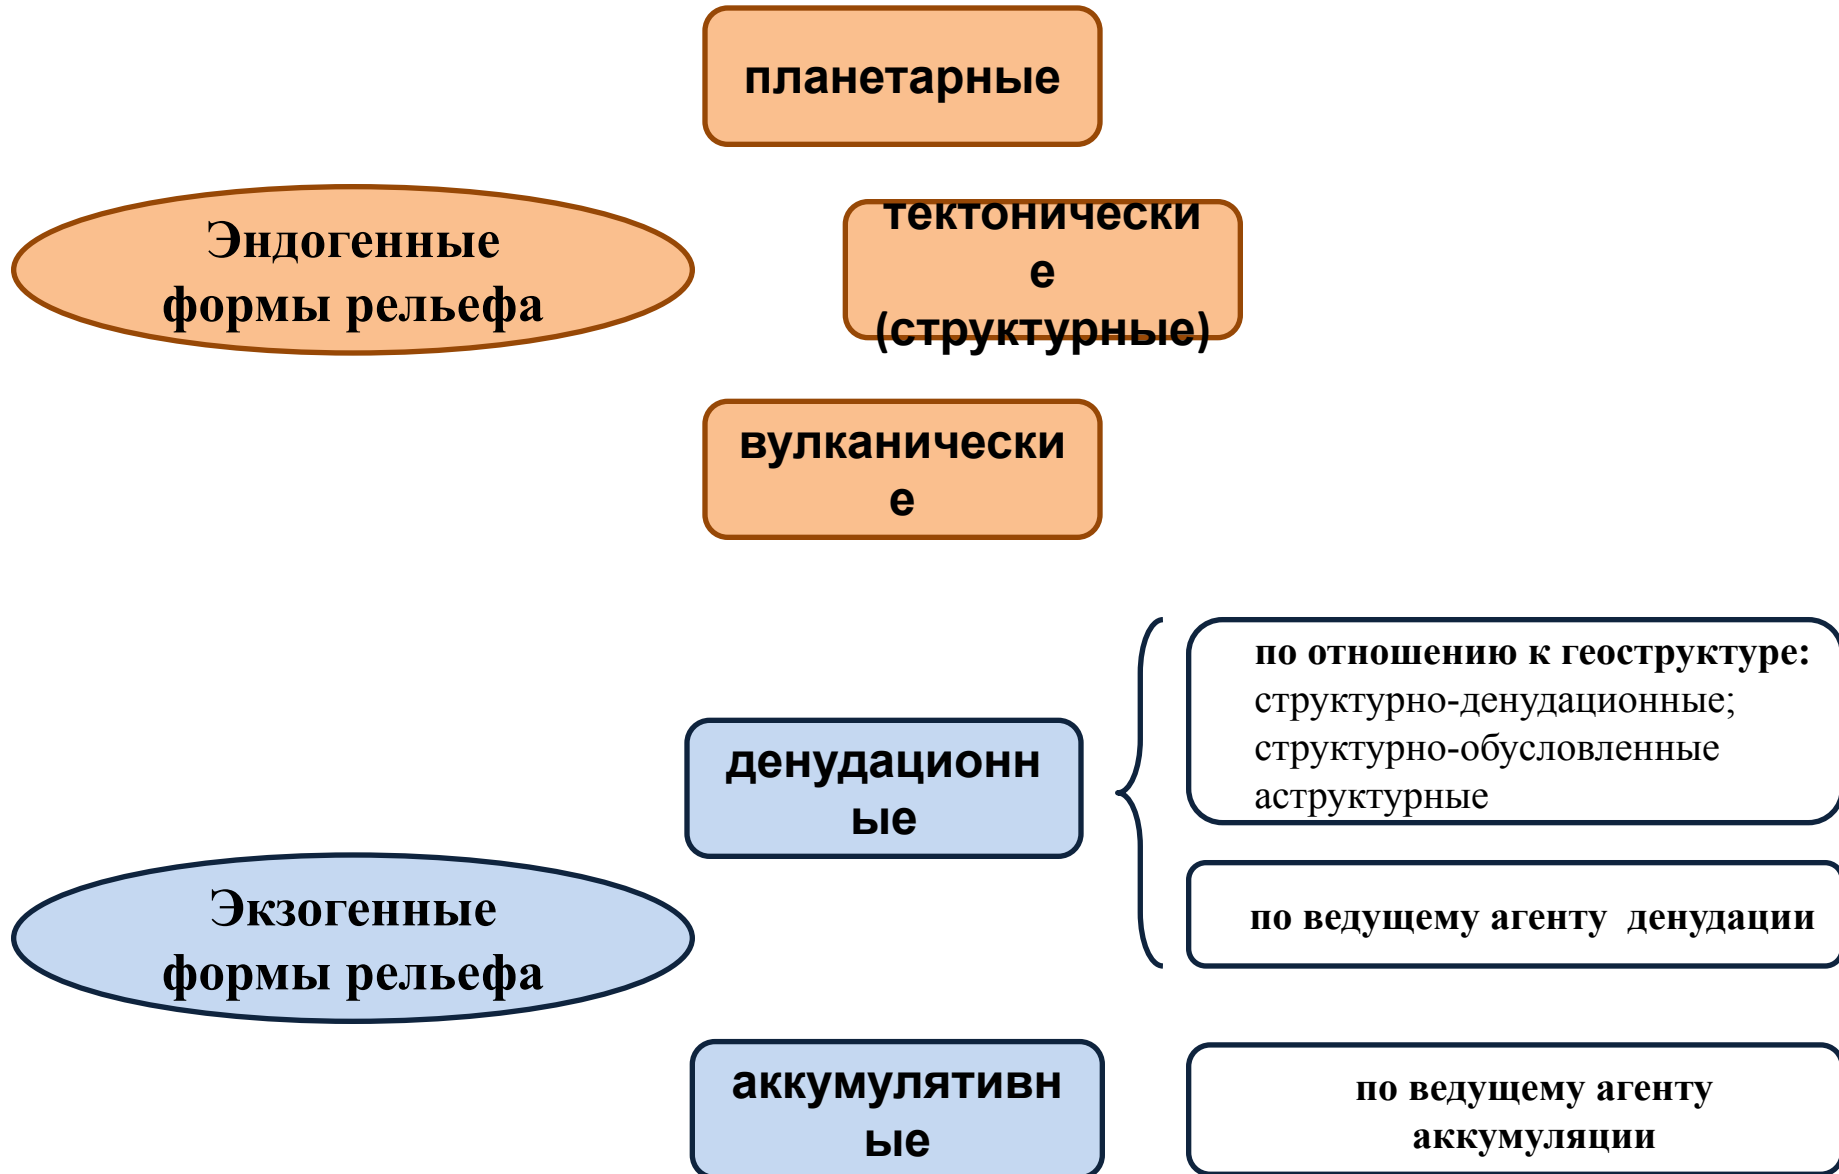 планетарные
Эндогенные
формы рельефа
тектонически
е
(структурные)
вулканически
е
по отношению к геоструктуре:
структурно-денудационные;
структурно-обусловленные
аструктурные
денудационн
ые
по ведущему агенту  денудации
Экзогенные
формы рельефа
аккумулятивн
ые
по ведущему агенту
аккумуляции